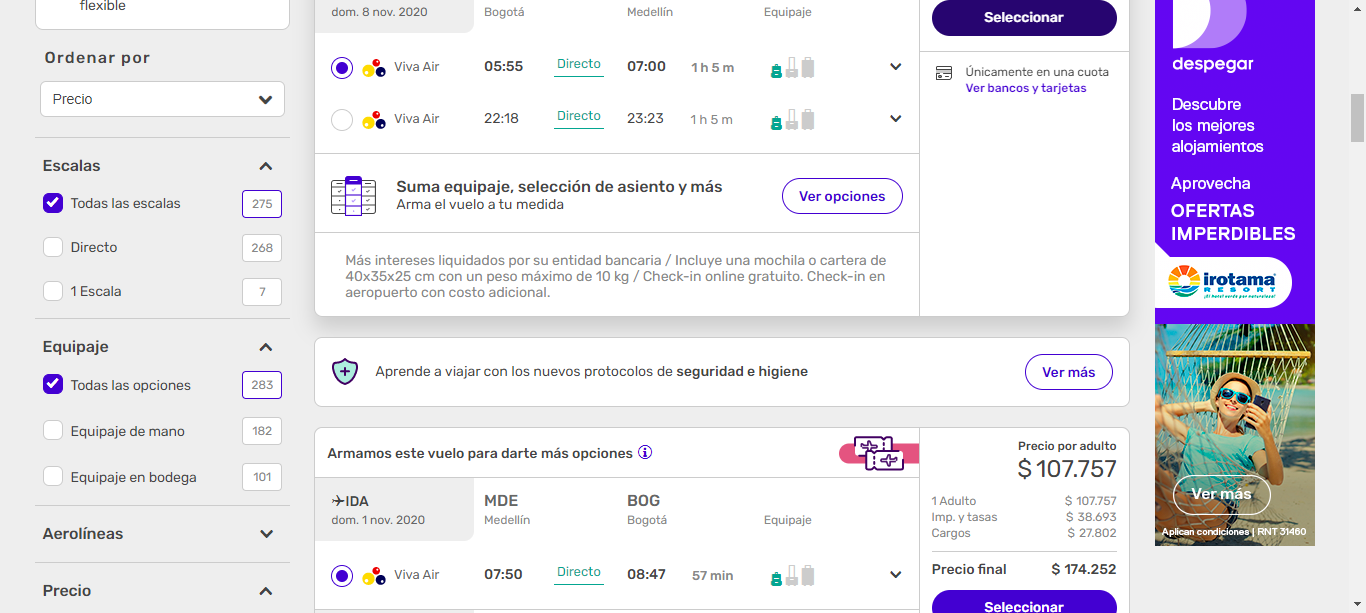 flexible
Ordenar por
Precio
Escalas
Todas las escalas 275
Directo 268
1 Escala 7
Equipaje
Todas las opciones 283
Equipaje de mano 182
Equipaje en bodega 101
Aerolíneas
Precio
dom. 8 nov. 2020 Bogotá Medellín Equipaje
Viva Air 05:55 Directo 07:00 1 h 5 m
Viva Air 22:18 Directo 23:23 1 h 5 m
Suma equipaje, selección de asiento y más
Arma el vuelo a tu medida
Ver opciones
Más intereses liquidados por su entidad bancaria / Incluye una mochila o cartera de
40x35x25 cm con un peso máximo de 10 kg / Check-in online gratuito. Check-in en
aeropuerto con costo adicional.
Seleccionar
Únicamente en una cuota
Ver bancos y tarjetas
Aprende a viajar con los nuevos protocolos de seguridad e higiene
Ver más
Armamos este vuelo para darte más opciones
IDA MDE BOG
dom. 1 nov. 2020 Medellín Bogotá Equipaje
Viva Air 07:50 Directo 08:47 57 min
Precio por adulto
$ 107.757
1 Adulto $ 107.757
Imp. y tasas $ 38.693
Cargos $ 27.802
Precio final $ 174.252
Seleccionar
despegar
Descubre
los mejores
alojamientos
Aprovecha
OFERTAS
IMPERDIBLES
irotama
RESORT
¡El hotel verde por naturaleza!
Ver más
Aplican condiciones | RNT 31460